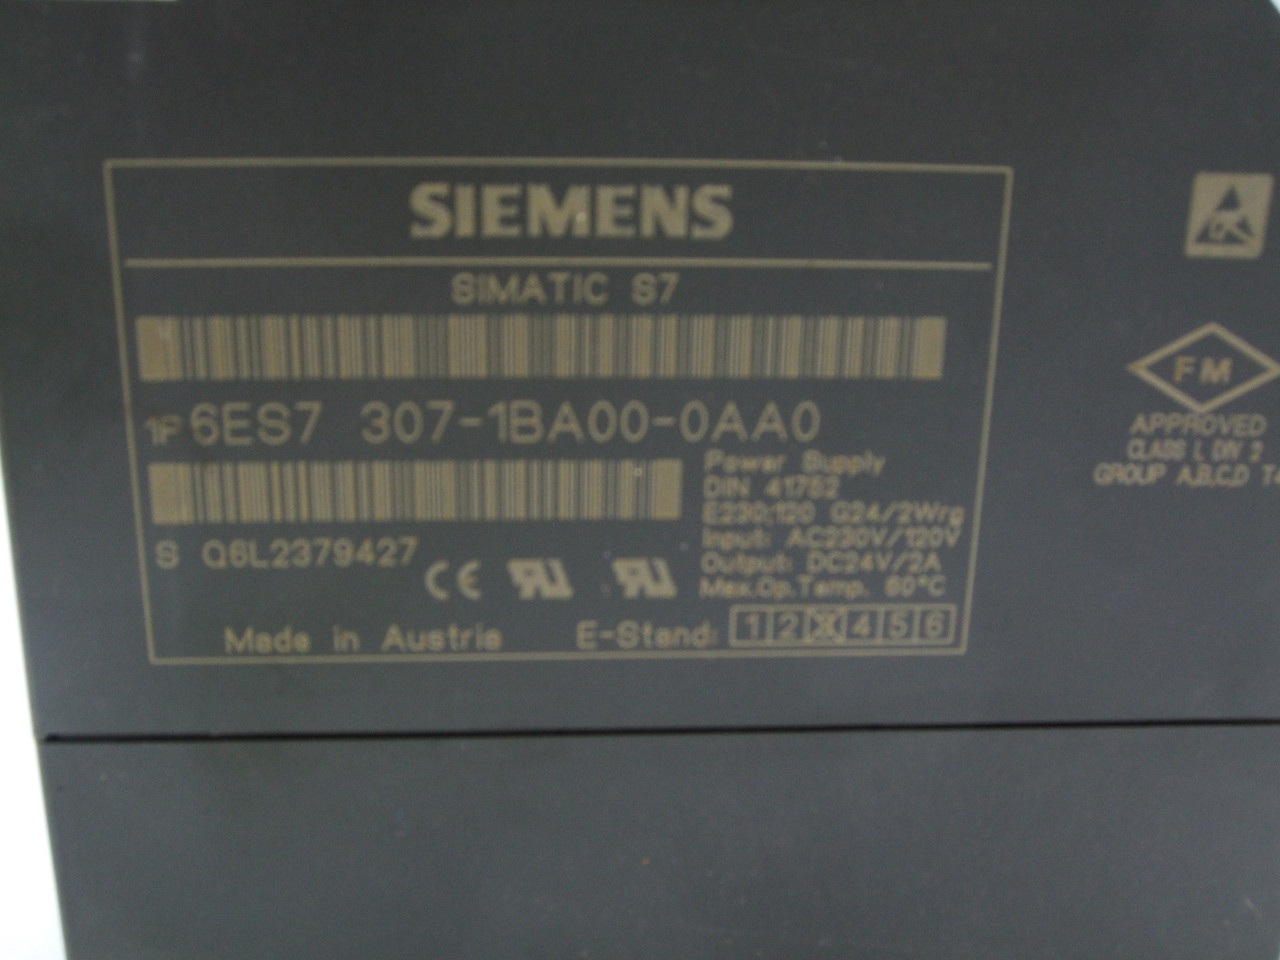 SIEMENS
SIMATIC S7
1P 6ES7 307-1BA00-0AA0
Power Supply
DIN 41752
E230;120 G24/2Wrg
Input: AC230V/120V
Output: DC24V/2A
Max.Op.Temp. 60°C
S Q6L2379427
CE
Made in Austria
E-Stand: 1 2 X 4 5 6
FM
APPROVED
CLASS I, DIV 2
GROUP A,B,C,D T4